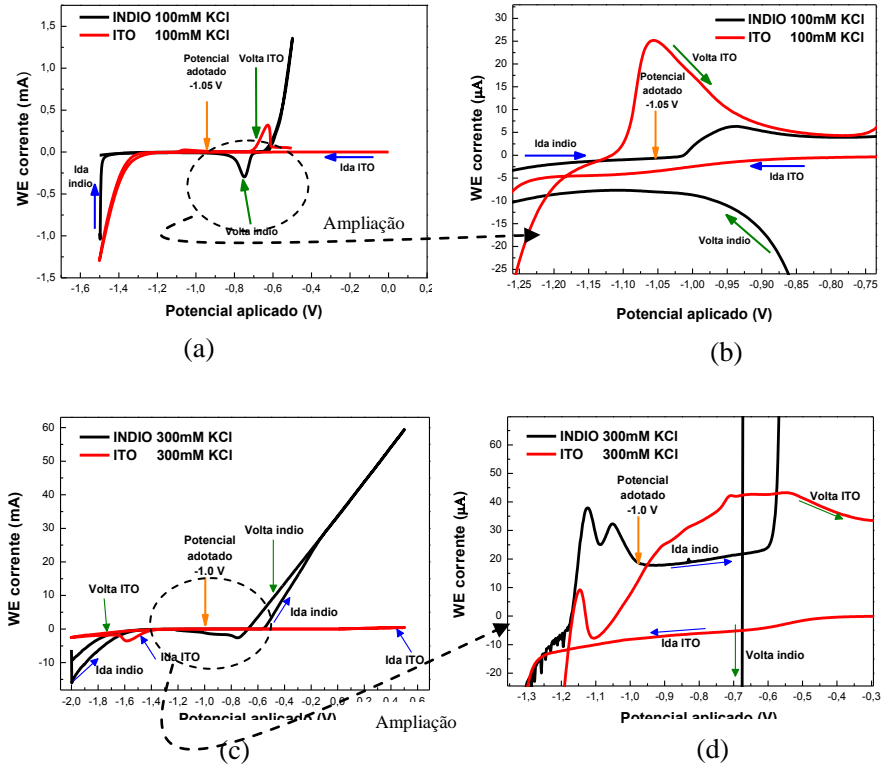 INDIO 100mM KCl
ITO 100mM KCl
Potencial
adotado
-1.05 V
Volta ITO
Ida
indio
Ida ITO
Volta indio
Ampliação
WE corrente (mA)
1,5
1,0
0,5
0,0
-0,5
-1,0
1,5
-1,6
-1,4
-1,2
-1,0
-0,8
-0,6
-0,4
-0,2
0,0
0,2
Potencial aplicado (V)
(a)
INDIO 100mM KCl
ITO 100mM KCl
Volta ITO
Potencial
adotado
-1.05 V
Ida indio
Ida ITO
Volta indio
WE corrente (µA)
30
25
20
15
10
5
0
-5
-10
-15
-20
-25
-1,25
-1,20
-1,15
-1,10
-1,05
-1,00
-0,95
-0,90
-0,85
-0,80
-0,75
Potencial aplicado (V)
(b)
INDIO 300mM KCl
ITO 300mM KCl
Potencial
adotado
-1.0 V
Volta indio
Volta ITO
Ida indio
Ida indio
Ida ITO
Ida ITO
WE corrente (mA)
60
50
40
30
20
10
0
-10
-2,0
-1,8
-1,6
-1,4
-1,2
-1,0
-0,8
-0,6
-0,4
-0,2
0,0
0,2
0,4
0,6
Potencial aplicado (V)
Ampliação
(c)
INDIO 300mM KCl
ITO 300mM KCl
Potencial
adotado
-1.0 V
Volta ITO
Ida indio
Ida ITO
Volta indio
WE corrente (µA)
70
60
50
40
30
20
10
0
-10
-20
-1,3
-1,2
-1,1
-1,0
-0,9
-0,8
-0,7
-0,6
-0,5
-0,4
-0,3
Potencial aplicado (V)
(d)